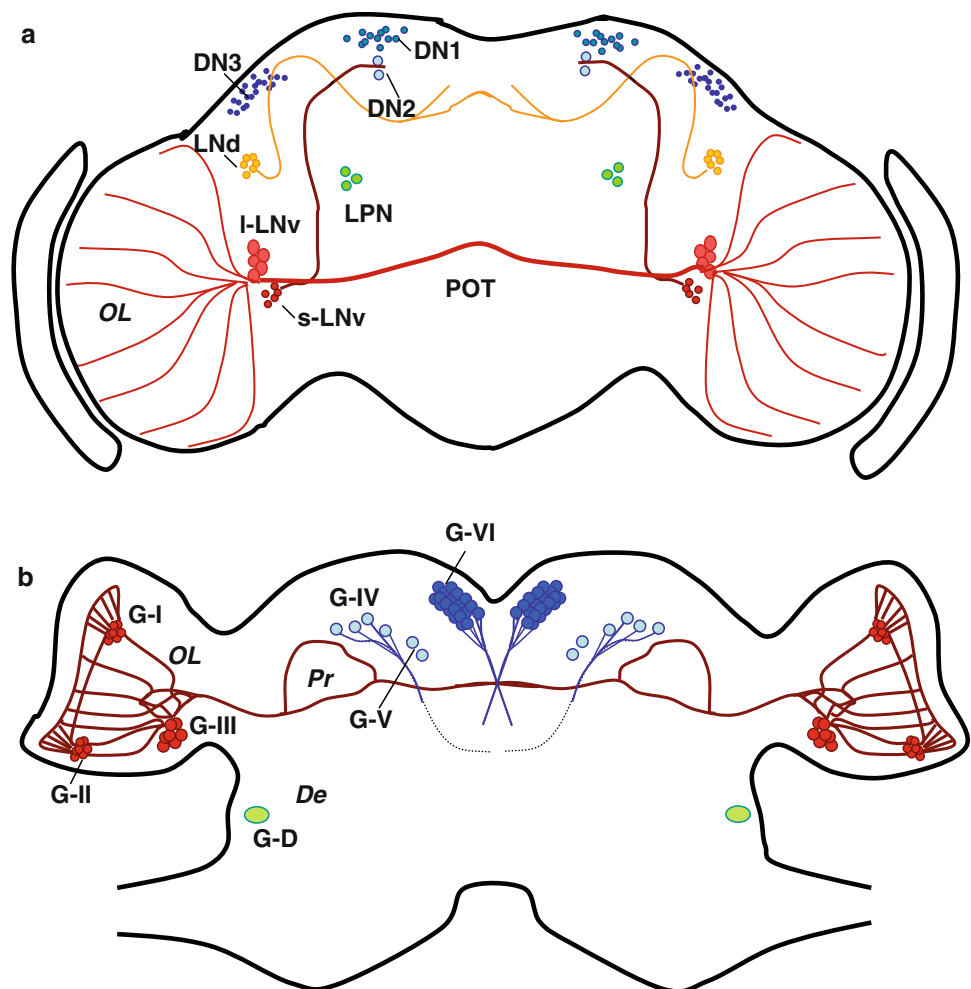 a
DN1
DN3
DN2
LNd
LPN
l-LNv
POT
OL
s-LNv
b
G-VI
G-IV
G-I
OL
Pr
G-V
G-III
G-II
De
G-D